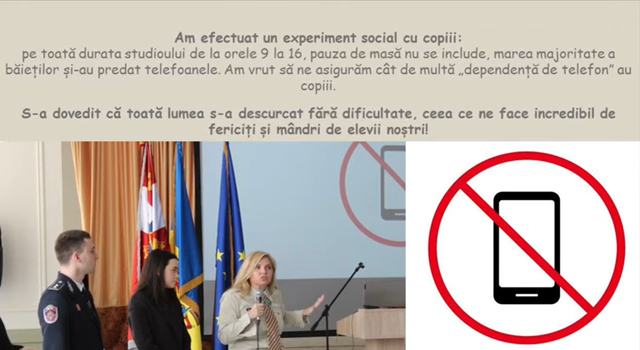 Am efectuat un experiment social cu copiii:
pe toată durata studioului de la orele 9 la 16, pauza de masă nu se include, marea majoritate a
băieților și-au predat telefoanele. Am vrut să ne asigurăm cât de multă „dependență de telefon” au
copiii.
S-a dovedit că toată lumea s-a descurcat fără dificultate, ceea ce ne face incredibil de
fericiți și mândri de elevii noștri!